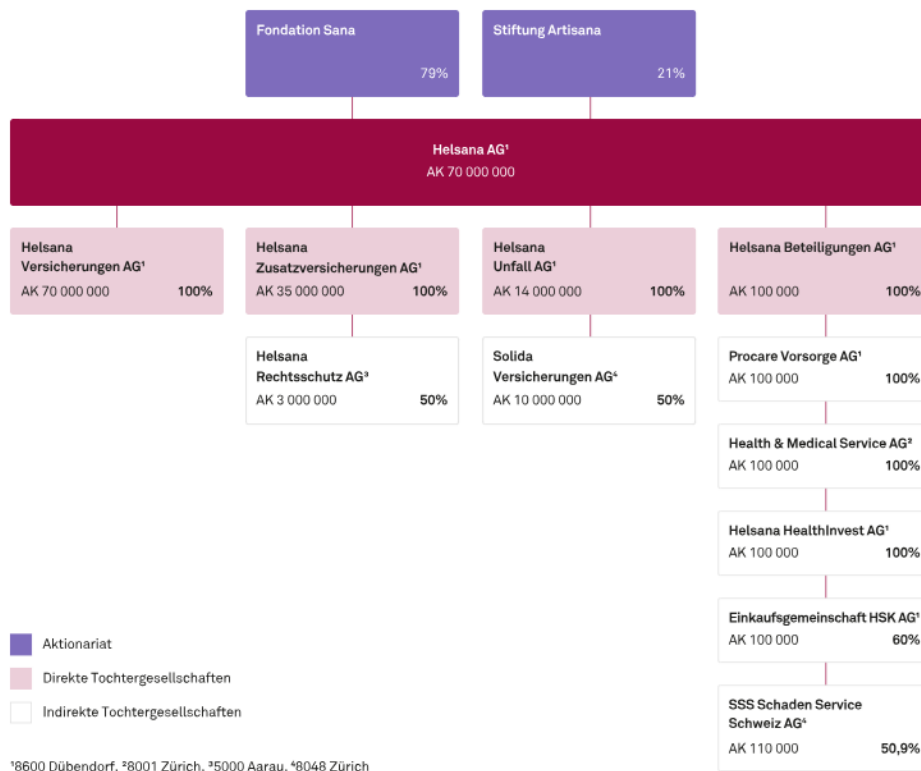 Fondation Sana
79%
Stiftung Artisana
21%
Helsana AG¹
AK 70 000 000
Helsana
Versicherungen AG¹
AK 70 000 000 100%
Helsana
Zusatzversicherungen AG¹
AK 35 000 000 100%
Helsana
Unfall AG¹
AK 14 000 000 100%
Helsana Beteiligungen AG¹
AK 100 000 100%
Helsana
Rechtsschutz AG³
AK 3 000 000 50%
Solida
Versicherungen AG⁴
AK 10 000 000 50%
Procare Vorsorge AG¹
AK 100 000 100%
Health & Medical Service AG²
AK 100 000 100%
Helsana HealthInvest AG¹
AK 100 000 100%
Einkaufsgemeinschaft HSK AG¹
AK 100 000 60%
SSS Schaden Service
Schweiz AG⁴
AK 110 000 50,9%
Aktionariat
Direkte Tochtergesellschaften
Indirekte Tochtergesellschaften
¹8600 Dübendorf, ²8001 Zürich, ³5000 Aarau, ⁴8048 Zürich